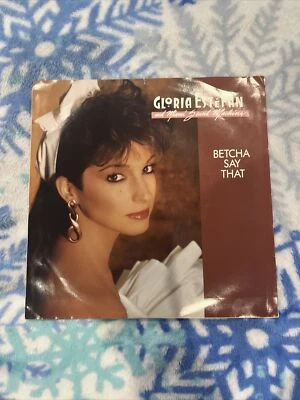 GLORIA ESTEFAN
and Miami Sound Machine
BETCHA
SAY
THAT